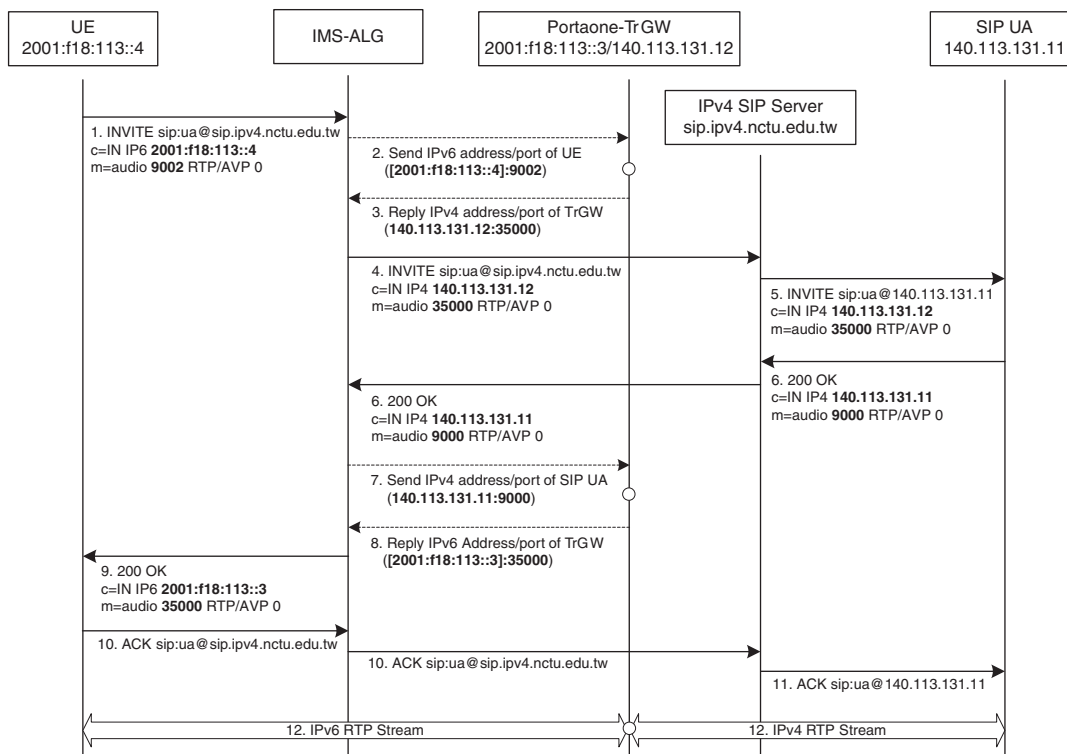 UE
2001:f18:113::4
IMS-ALG
Portaone-TrGW
2001:f18:113::3/140.113.131.12
SIP UA
140.113.131.11
IPv4 SIP Server
sip.ipv4.nctu.edu.tw
1. INVITE sip:ua@sip.ipv4.nctu.edu.tw
c=IN IP6 2001:f18:113::4
m=audio 9002 RTP/AVP 0
2. Send IPv6 address/port of UE
([2001:f18:113::4]:9002)
3. Reply IPv4 address/port of TrGW
(140.113.131.12:35000)
4. INVITE sip:ua@sip.ipv4.nctu.edu.tw
c=IN IP4 140.113.131.12
m=audio 35000 RTP/AVP 0
5. INVITE sip:ua@140.113.131.11
c=IN IP4 140.113.131.12
m=audio 35000 RTP/AVP 0
6. 200 OK
c=IN IP4 140.113.131.11
m=audio 9000 RTP/AVP 0
6. 200 OK
c=IN IP4 140.113.131.11
m=audio 9000 RTP/AVP 0
7. Send IPv4 address/port of SIP UA
(140.113.131.11:9000)
8. Reply IPv6 Address/port of TrGW
([2001:f18:113::3]:35000)
9. 200 OK
c=IN IP6 2001:f18:113::3
m=audio 35000 RTP/AVP 0
10. ACK sip:ua@sip.ipv4.nctu.edu.tw
10. ACK sip:ua@sip.ipv4.nctu.edu.tw
11. ACK sip:ua@140.113.131.11
12. IPv6 RTP Stream
12. IPv4 RTP Stream